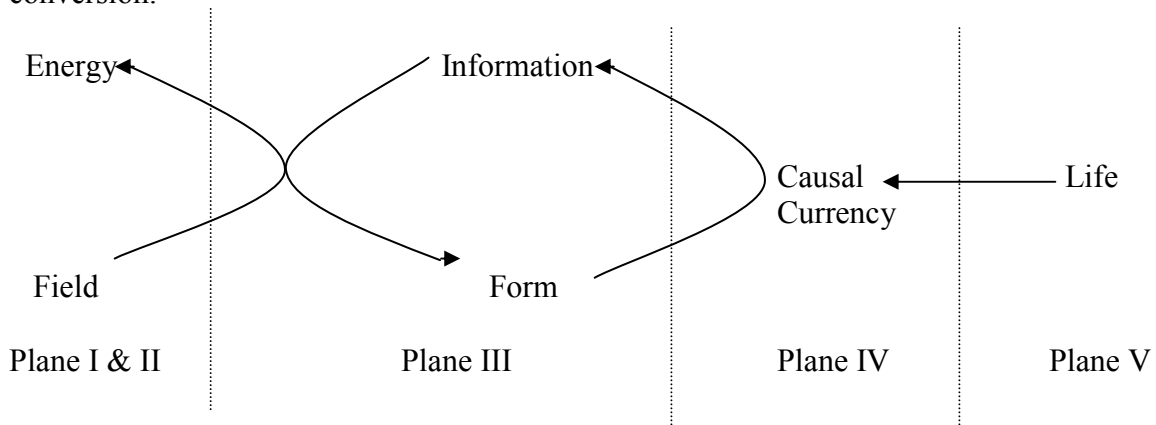 conversion.
Energy Information
Causal Life
Currency
Field Form
Plane I & II Plane III Plane IV Plane V